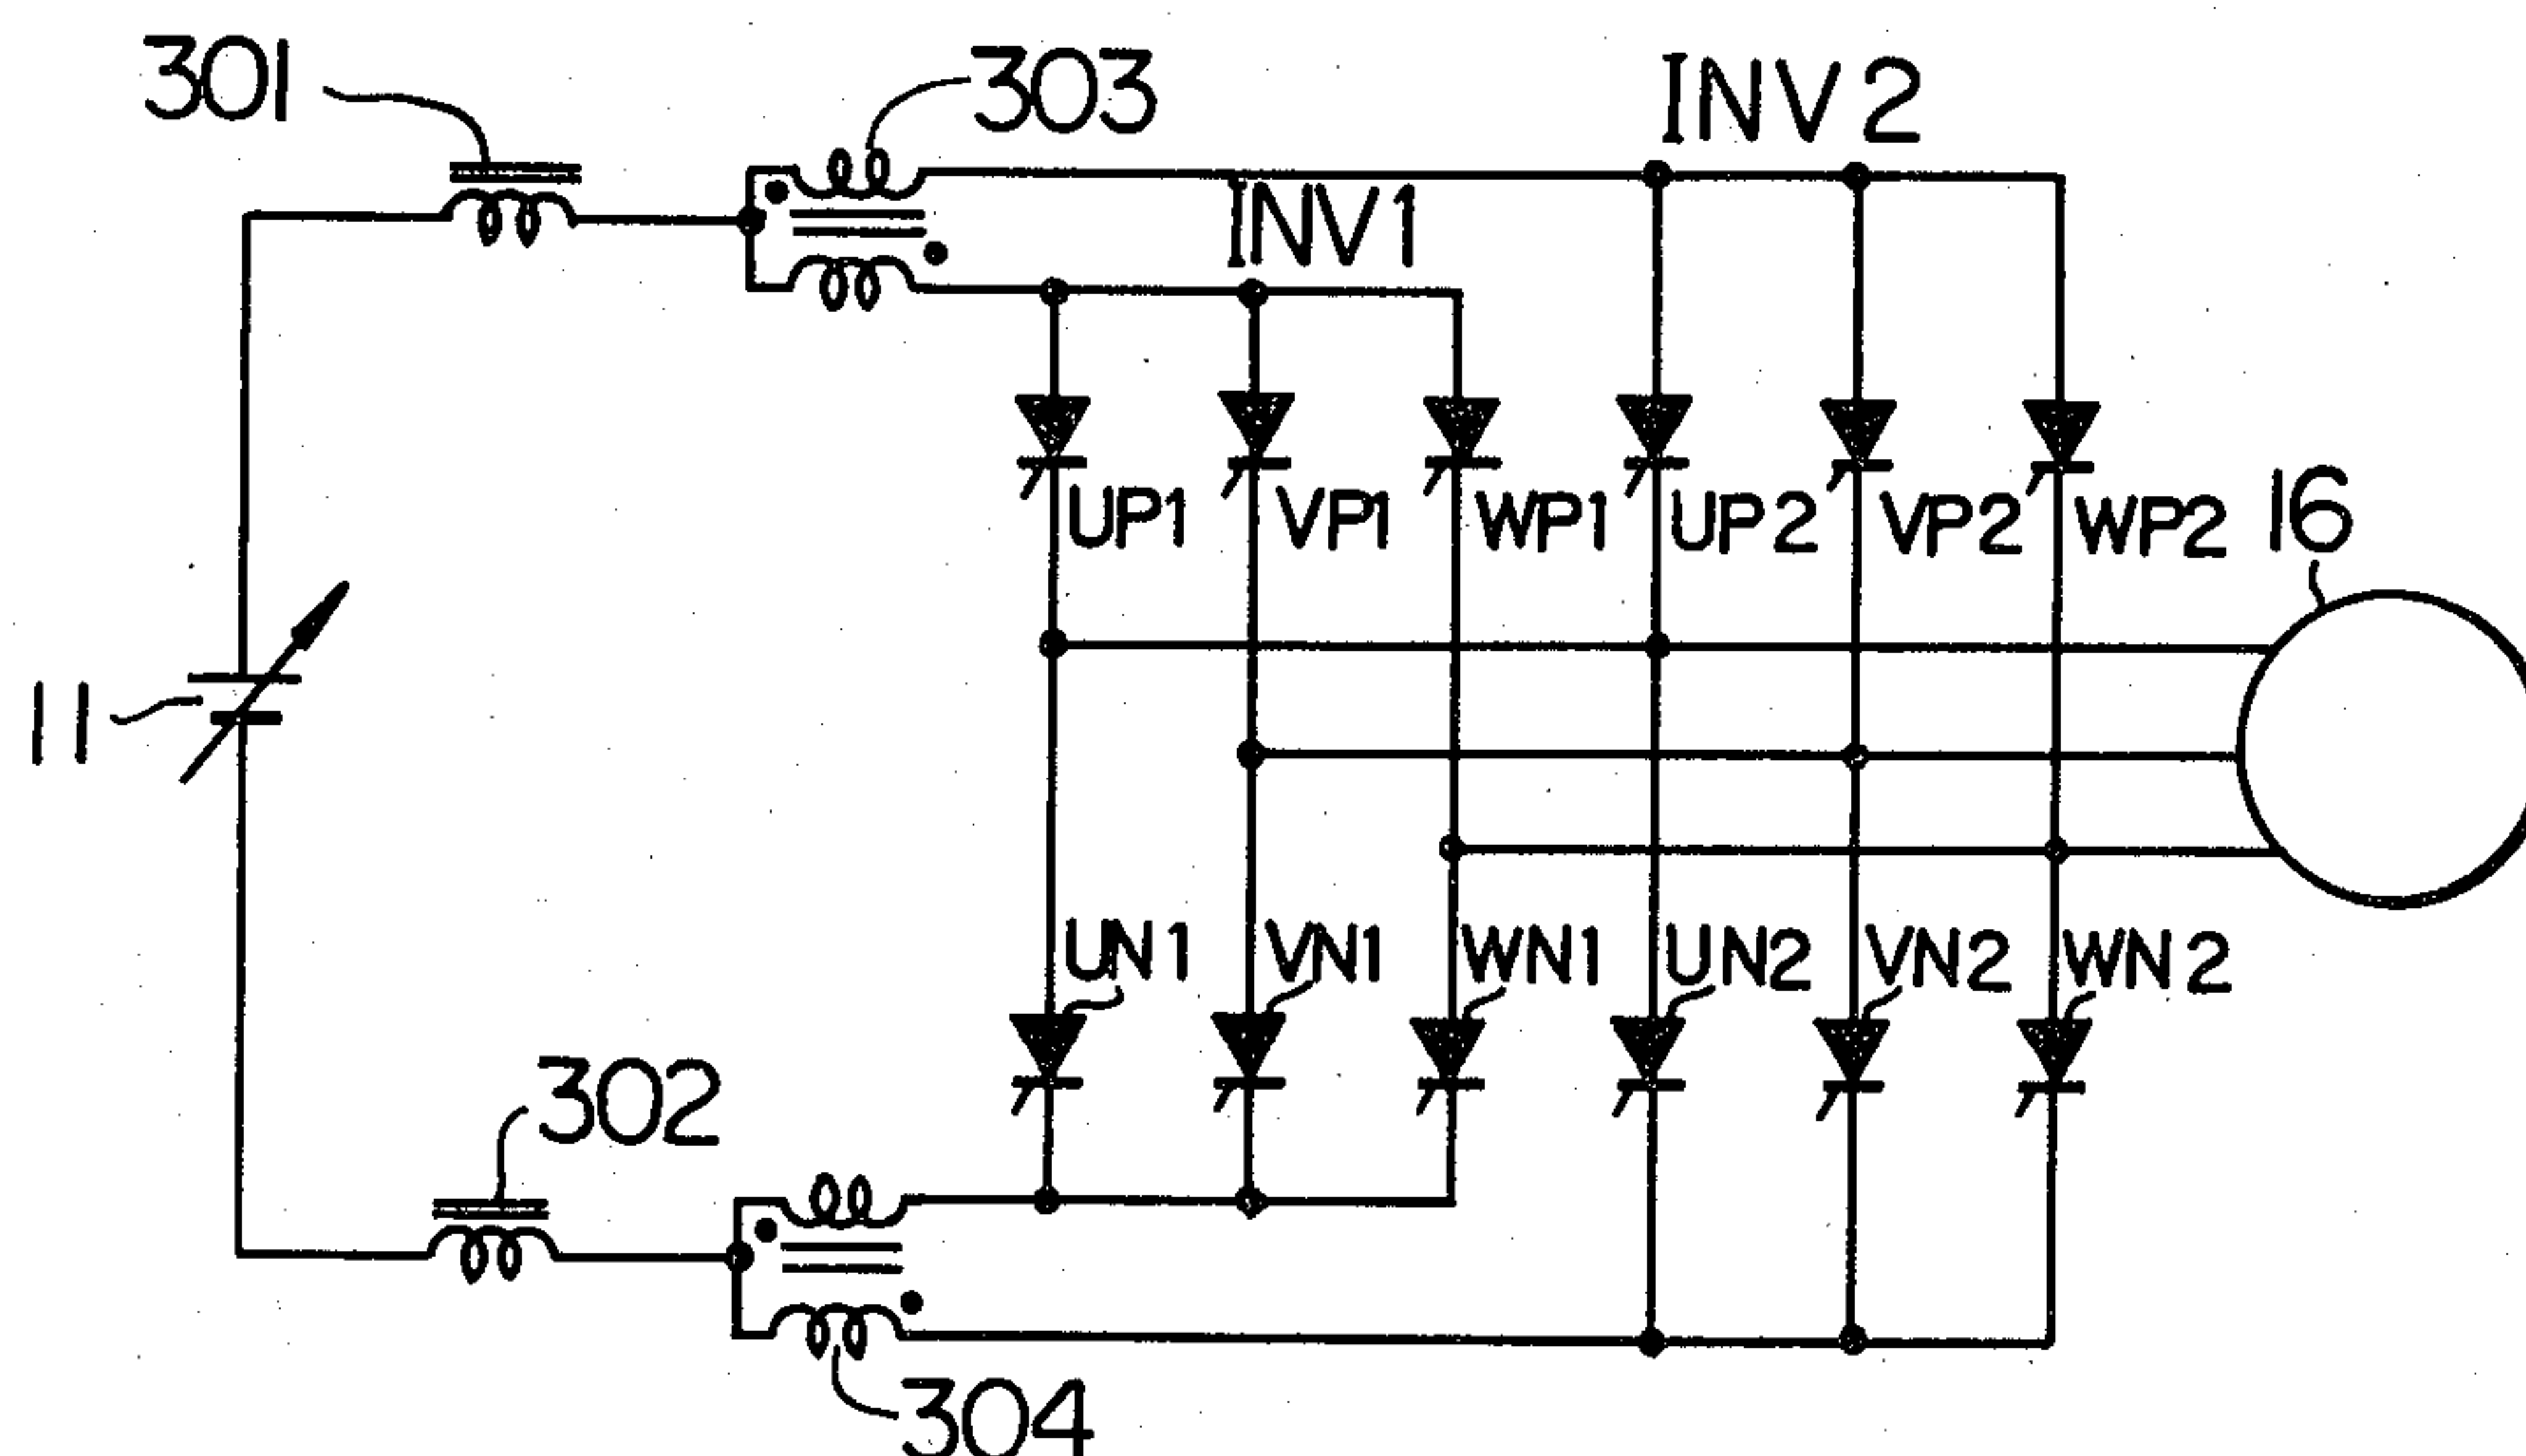 301
303
INV2
INV1
UP1
VP1
WP1
UP2
VP2
WP2
16
11
UN1
VN1
WN1
UN2
VN2
WN2
302
304